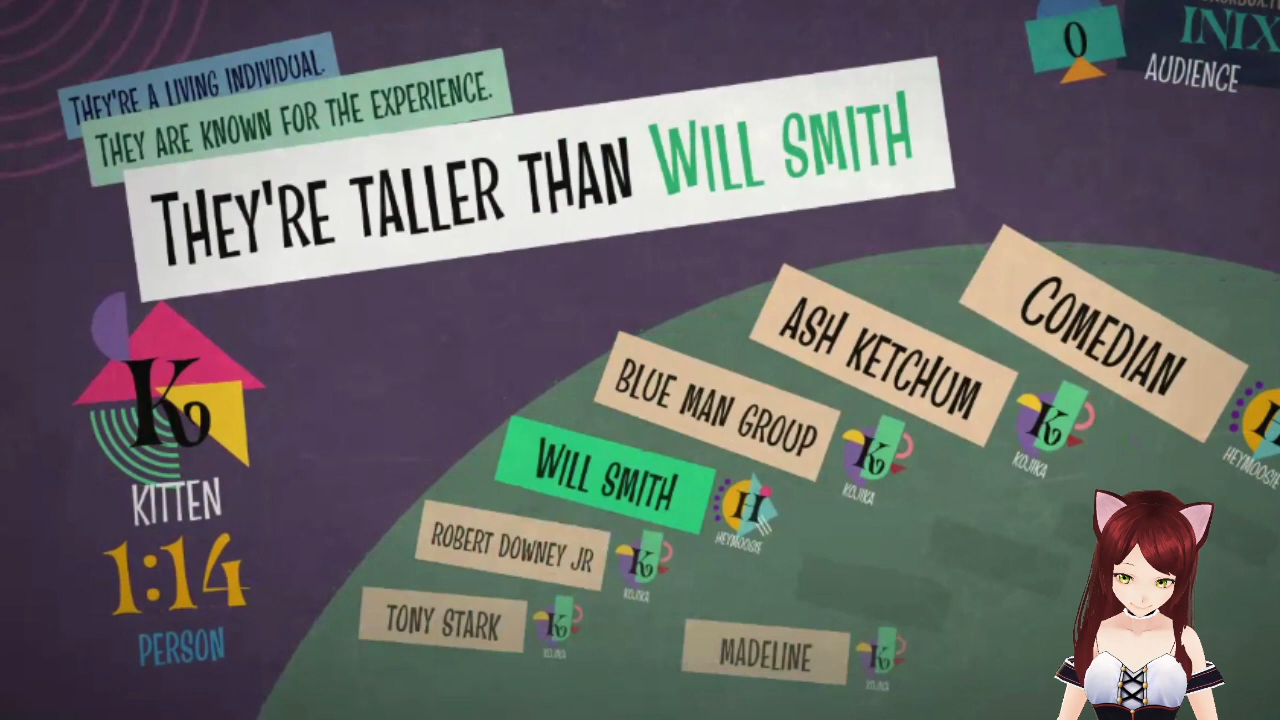 THEY'RE A LIVING INDIVIDUAL.
THEY ARE KNOWN FOR THE EXPERIENCE.
THEY'RE TALLER THAN WILL SMITH
0
INIX
AUDIENCE
COMEDIAN
HEYMOOSIE
ASH KETCHUM
K
KOJIKA
BLUE MAN GROUP
K
KOJIKA
WILL SMITH
H
HEYMOOSIE
ROBERT DOWNEY JR
K
KOJIKA
TONY STARK
K
KOJIKA
MADELINE
K
KOJIKA
K
KITTEN
1:14
PERSON